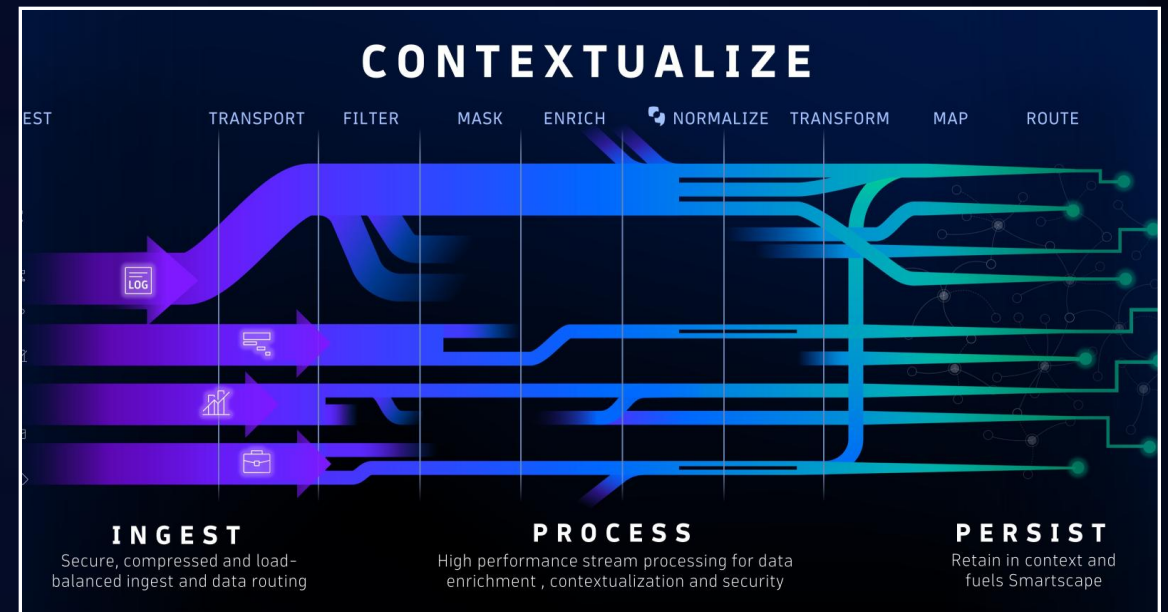 CONTEXTUALIZE
EST TRANSPORT FILTER MASK ENRICH NORMALIZE TRANSFORM MAP ROUTE
LOG
INGEST
Secure, compressed and load-
balanced ingest and data routing
PROCESS
High performance stream processing for data
enrichment , contextualization and security
PERSIST
Retain in context and
fuels Smartscape